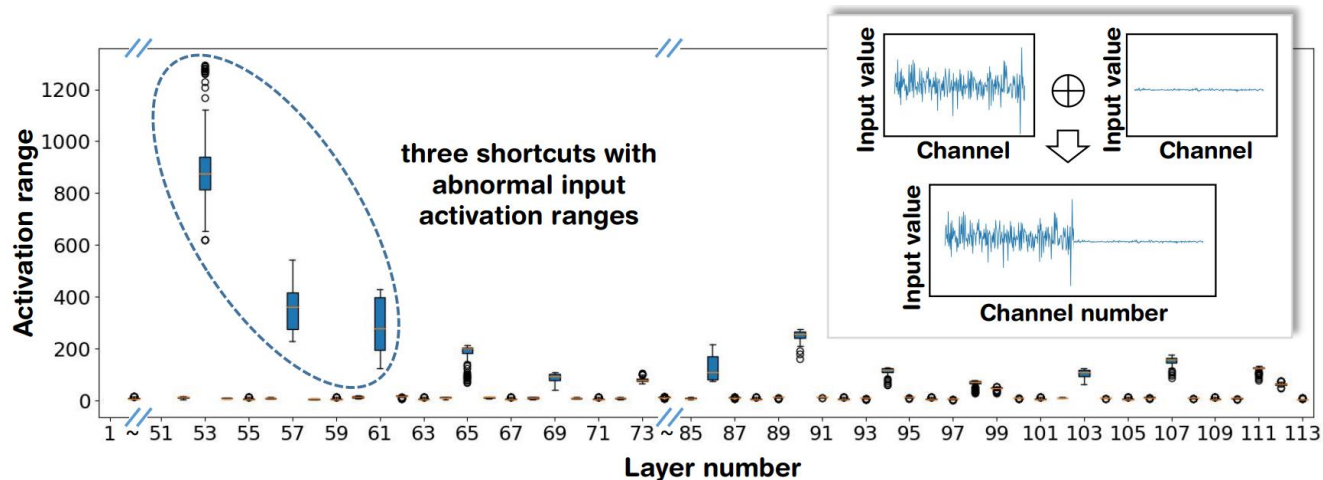 Activation range
1200
1000
800
600
400
200
0
three shortcuts with
abnormal input
activation ranges
Input value
Channel
Input value
Channel
Input value
Channel number
1 ~ 51 53 55 57 59 61 63 65 67 69 71 73 ~ 85 87 89 91 93 95 97 99 101 103 105 107 109 111 113
Layer number